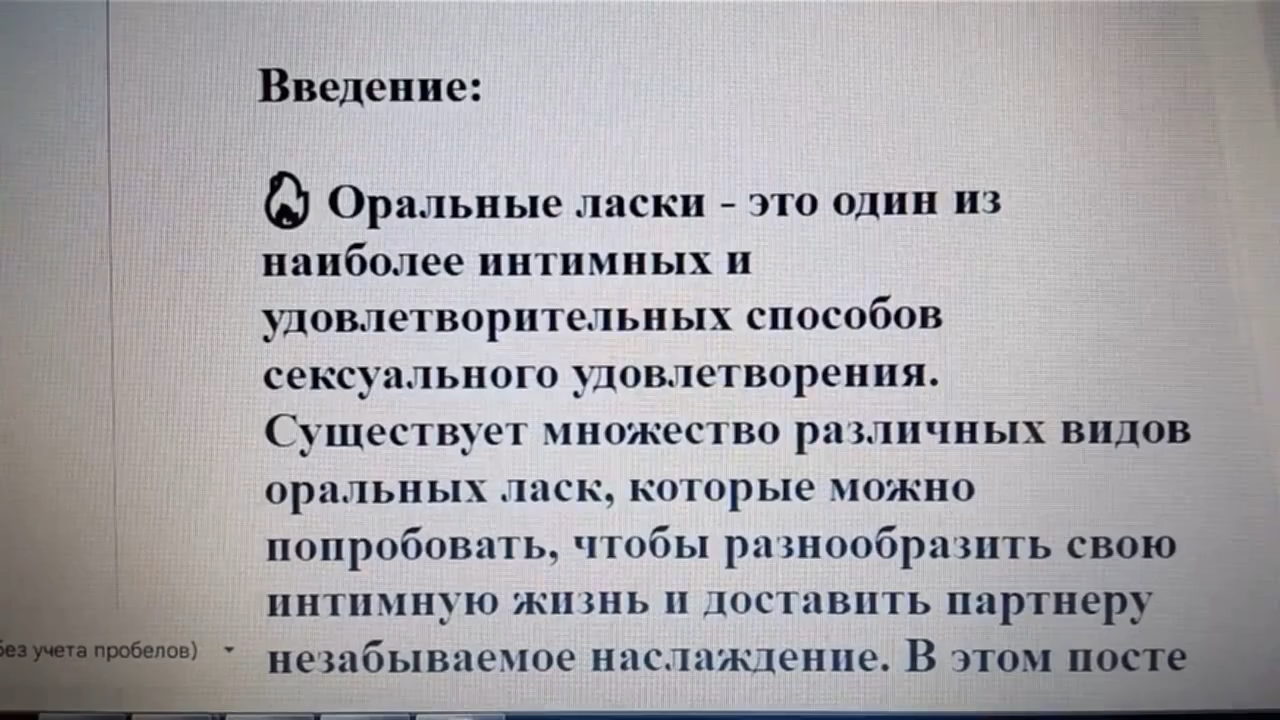 Введение:
🔥 Оральные ласки - это один из
наиболее интимных и
удовлетворительных способов
сексуального удовлетворения.
Существует множество различных видов
оральных ласк, которые можно
попробовать, чтобы разнообразить свою
интимную жизнь и доставить партнеру
без учета пробелов)
незабываемое наслаждение. В этом посте